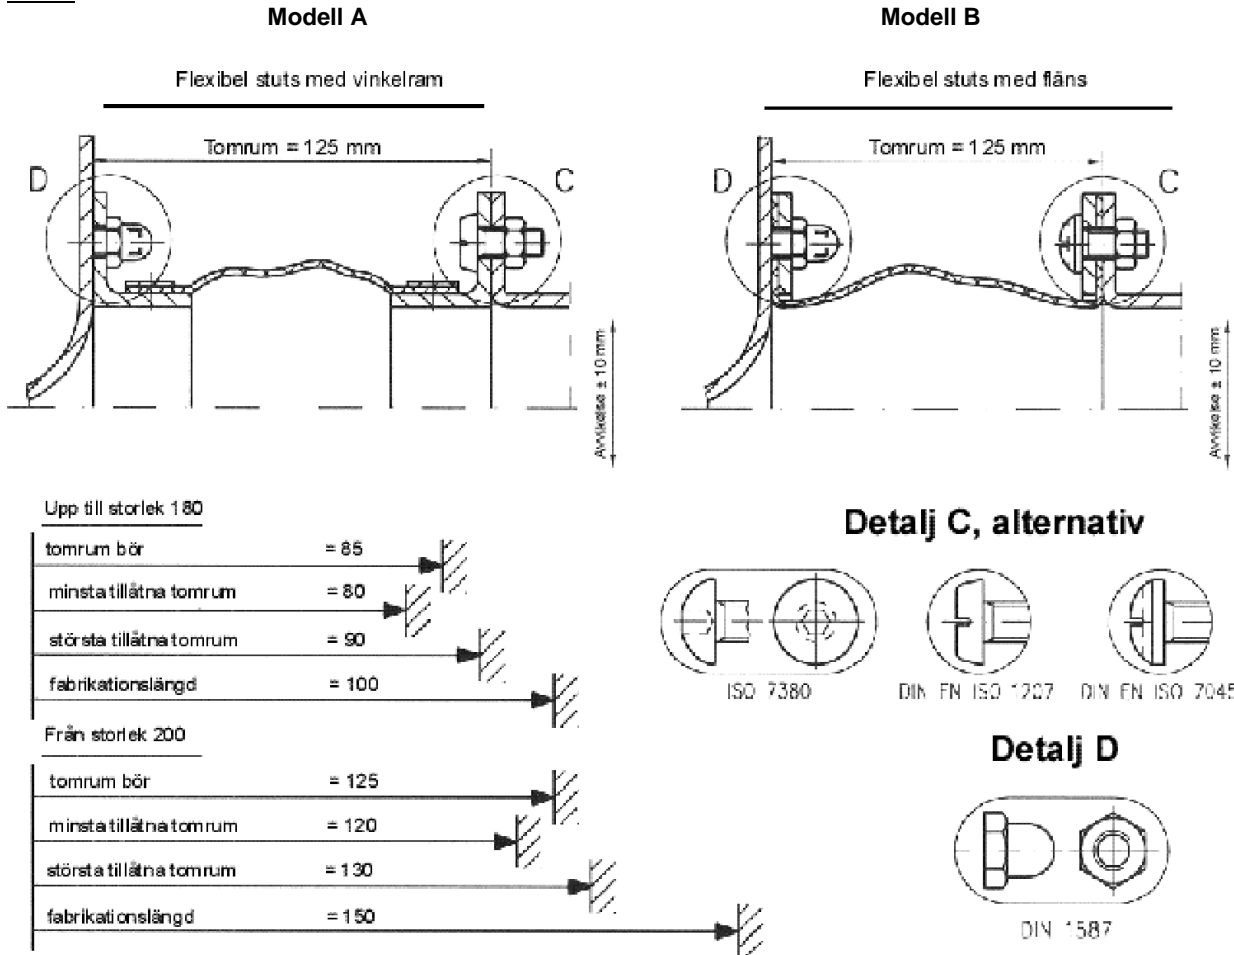 Modell A
Modell B
Flexibel stuts med vinkelram
Flexibel stuts med fläns
Tomrum = 125 mm
Tomrum = 125 mm
D
C
D
C
Avvikelse ± 10 mm
Avvikelse ± 10 mm
Upp till storlek 180
tomrum bör = 85
minsta tillåtna tomrum = 80
största tillåtna tomrum = 90
fabrikationslängd = 100
Från storlek 200
tomrum bör = 125
minsta tillåtna tomrum = 120
största tillåtna tomrum = 130
fabrikationslängd = 150
Detalj C, alternativ
ISO 7380
DIN EN ISO 1207
DIN EN ISO 7045
Detalj D
DIN 1587